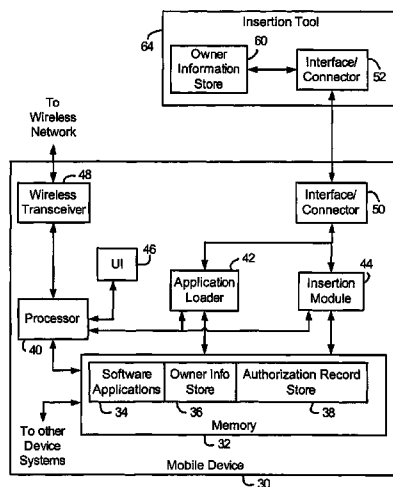 Insertion Tool
64
60
Owner
Information
Store
Interface/
Connector
52
To
Wireless
Network
48
Wireless
Transceiver
Interface/
Connector
50
46
UI
42
Application
Loader
44
Insertion
Module
Processor
40
Software
Applications
34
Owner Info
Store
36
Authorization Record
Store
38
Memory
32
To other
Device
Systems
Mobile Device
30